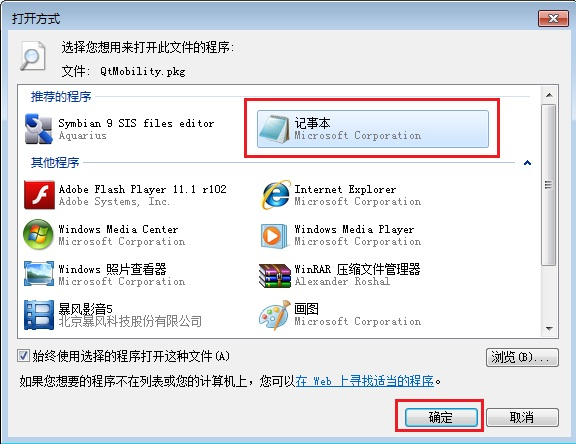 打开方式
选择您想用来打开此文件的程序:
文件: QtMobility.pkg
推荐的程序
Symbian 9 SIS files editor
Aquarius
记事本
Microsoft Corporation
其他程序
Adobe Flash Player 11.1 r102
Adobe Systems, Inc.
Internet Explorer
Microsoft Corporation
Windows Media Center
Microsoft Corporation
Windows Media Player
Microsoft Corporation
Windows 照片查看器
Microsoft Corporation
WinRAR 压缩文件管理器
Alexander Roshal
暴风影音5
北京暴风科技股份有限公司
画图
Microsoft Corporation
始终使用选择的程序打开这种文件(A)
浏览(B)...
如果您想要的程序不在列表或您的计算机上，您可以在 Web 上寻找适当的程序。
确定
取消